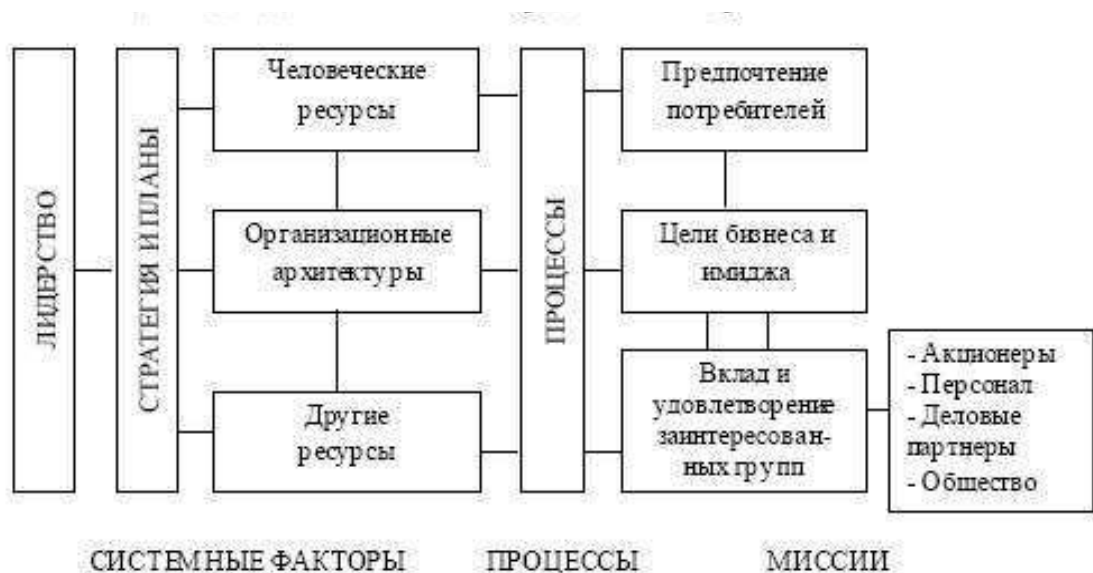 ЛИДЕРСТВО
СТРАТЕГИЯ И ПЛАНЫ
Человеческие
ресурсы
Организационные
архитектуры
Другие
ресурсы
ПРОЦЕССЫ
Предпочтение
потребителей
Цели бизнеса и
имиджа
Вклад и
удовлетворение
заинтересован-
ных групп
- Акционеры
- Персонал
- Деловые
партнеры
- Общество
СИСТЕМНЫЕ ФАКТОРЫ ПРОЦЕССЫ МИССИИ